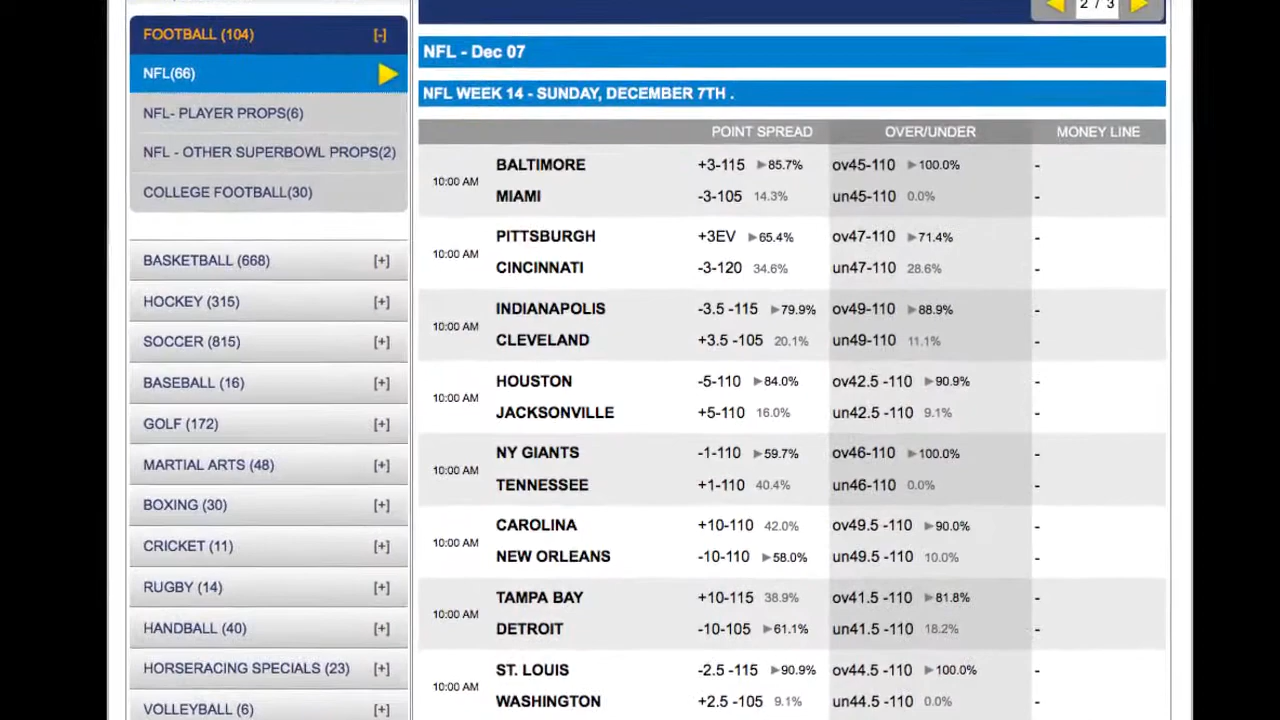 2 / 3
FOOTBALL (104) [-]
NFL(66)
NFL- PLAYER PROPS(6)
NFL - OTHER SUPERBOWL PROPS(2)
COLLEGE FOOTBALL(30)
BASKETBALL (668) [+]
HOCKEY (315) [+]
SOCCER (815) [+]
BASEBALL (16) [+]
GOLF (172) [+]
MARTIAL ARTS (48) [+]
BOXING (30) [+]
CRICKET (11) [+]
RUGBY (14) [+]
HANDBALL (40) [+]
HORSERACING SPECIALS (23) [+]
VOLLEYBALL (6) [+]
NFL - Dec 07
NFL WEEK 14 - SUNDAY, DECEMBER 7TH .
POINT SPREAD OVER/UNDER MONEY LINE
10:00 AM
BALTIMORE +3-115 ▶85.7% ov45-110 ▶100.0% -
MIAMI -3-105 14.3% un45-110 0.0% -
10:00 AM
PITTSBURGH +3EV ▶65.4% ov47-110 ▶71.4% -
CINCINNATI -3-120 34.6% un47-110 28.6% -
10:00 AM
INDIANAPOLIS -3.5 -115 ▶79.9% ov49-110 ▶88.9% -
CLEVELAND +3.5 -105 20.1% un49-110 11.1% -
10:00 AM
HOUSTON -5-110 ▶84.0% ov42.5 -110 ▶90.9% -
JACKSONVILLE +5-110 16.0% un42.5 -110 9.1% -
10:00 AM
NY GIANTS -1-110 ▶59.7% ov46-110 ▶100.0% -
TENNESSEE +1-110 40.4% un46-110 0.0% -
10:00 AM
CAROLINA +10-110 42.0% ov49.5 -110 ▶90.0% -
NEW ORLEANS -10-110 ▶58.0% un49.5 -110 10.0% -
10:00 AM
TAMPA BAY +10-115 38.9% ov41.5 -110 ▶81.8% -
DETROIT -10-105 ▶61.1% un41.5 -110 18.2% -
10:00 AM
ST. LOUIS -2.5 -115 ▶90.9% ov44.5 -110 ▶100.0% -
WASHINGTON +2.5 -105 9.1% un44.5 -110 0.0% -